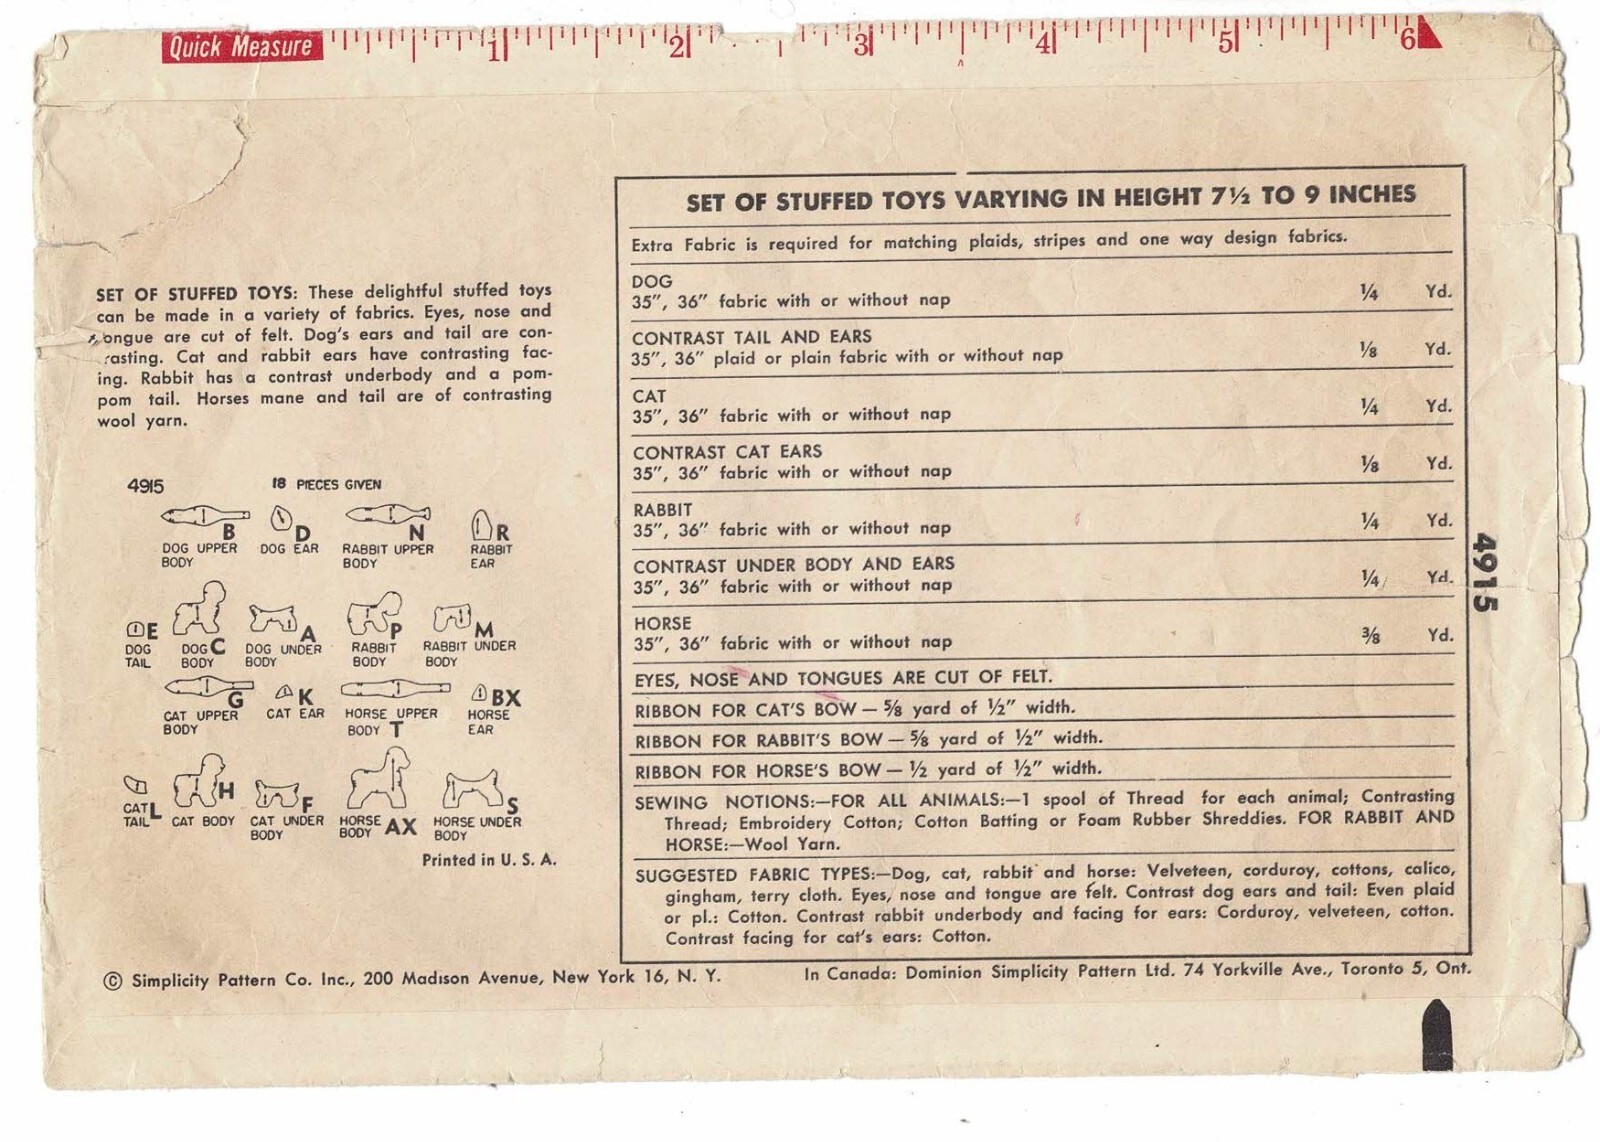 Quick Measure 1 2 3 4 5 6
SET OF STUFFED TOYS: These delightful stuffed toys
can be made in a variety of fabrics. Eyes, nose and
ongue are cut of felt. Dog's ears and tail are con-
rasting. Cat and rabbit ears have contrasting fac-
ing. Rabbit has a contrast underbody and a pom-
pom tail. Horses mane and tail are of contrasting
wool yarn.
4915 18 PIECES GIVEN
B D N R
DOG UPPER BODY
DOG EAR
RABBIT UPPER BODY
RABBIT EAR
E C A P M
DOG TAIL
DOG BODY
DOG UNDER BODY
RABBIT BODY
RABBIT UNDER BODY
G K T BX
CAT UPPER BODY
CAT EAR
HORSE UPPER BODY
HORSE EAR
L H F AX S
CAT TAIL
CAT BODY
CAT UNDER BODY
HORSE BODY
HORSE UNDER BODY
Printed in U. S. A.
SET OF STUFFED TOYS VARYING IN HEIGHT 7½ TO 9 INCHES
Extra Fabric is required for matching plaids, stripes and one way design fabrics.
DOG
35", 36" fabric with or without nap ¼ Yd.
CONTRAST TAIL AND EARS
35", 36" plaid or plain fabric with or without nap ⅛ Yd.
CAT
35", 36" fabric with or without nap ¼ Yd.
CONTRAST CAT EARS
35", 36" fabric with or without nap ⅛ Yd.
RABBIT
35", 36" fabric with or without nap ¼ Yd.
CONTRAST UNDER BODY AND EARS
35", 36" fabric with or without nap ¼ Yd.
HORSE
35", 36" fabric with or without nap ⅜ Yd.
EYES, NOSE AND TONGUES ARE CUT OF FELT.
RIBBON FOR CAT'S BOW — ⅝ yard of ½" width.
RIBBON FOR RABBIT'S BOW — ⅝ yard of ½" width.
RIBBON FOR HORSE'S BOW — ½ yard of ½" width.
SEWING NOTIONS:—FOR ALL ANIMALS:—1 spool of Thread for each animal; Contrasting
Thread; Embroidery Cotton; Cotton Batting or Foam Rubber Shreddies. FOR RABBIT AND
HORSE:—Wool Yarn.
SUGGESTED FABRIC TYPES:—Dog, cat, rabbit and horse: Velveteen, corduroy, cottons, calico,
gingham, terry cloth. Eyes, nose and tongue are felt. Contrast dog ears and tail: Even plaid
or pl.: Cotton. Contrast rabbit underbody and facing for ears: Corduroy, velveteen, cotton.
Contrast facing for cat's ears: Cotton.
4915
© Simplicity Pattern Co. Inc., 200 Madison Avenue, New York 16, N. Y. In Canada: Dominion Simplicity Pattern Ltd. 74 Yorkville Ave., Toronto 5, Ont.